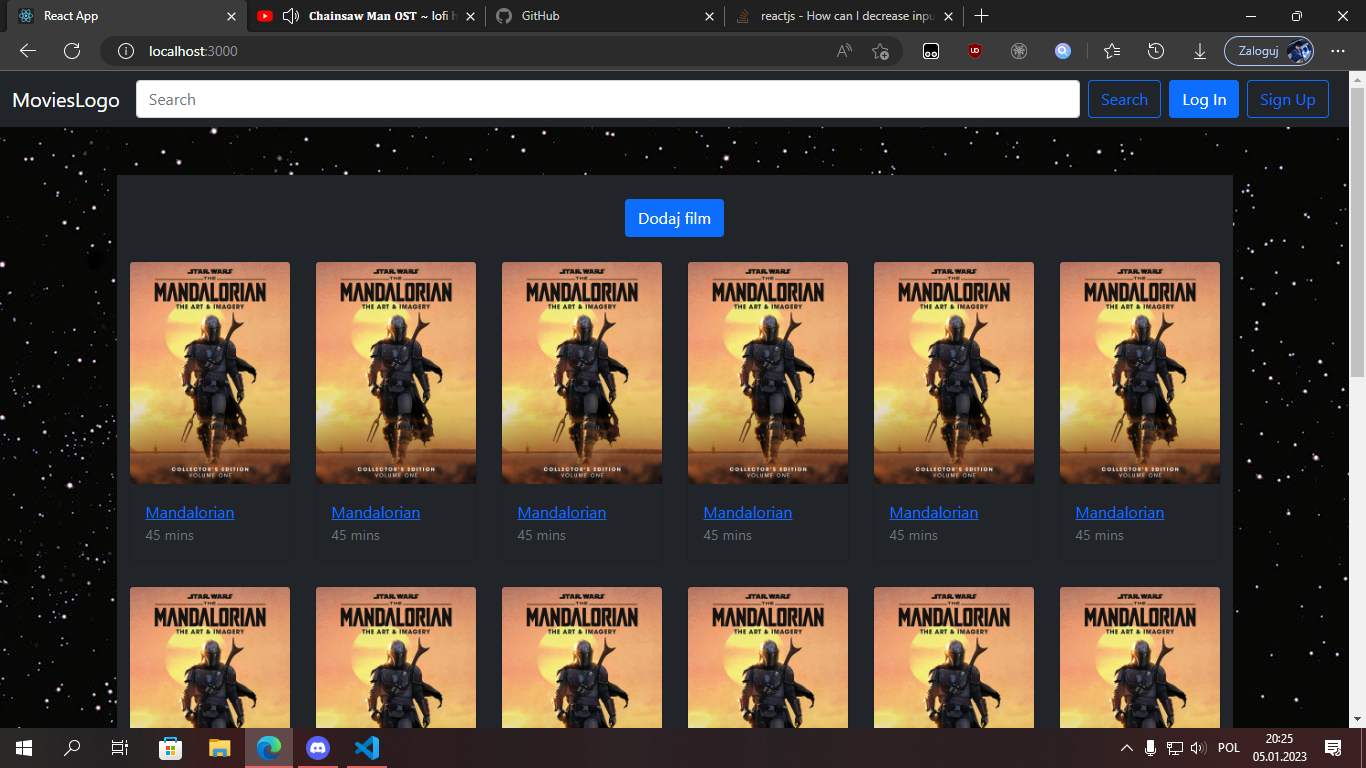 React App
Chainsaw Man OST ~ lofi h
GitHub
reactjs - How can I decrease inpu
localhost:3000
Zaloguj
MoviesLogo
Search
Search
Log In
Sign Up
Dodaj film
STAR WARS STAR WARS STAR WARS STAR WARS STAR WARS STAR WARS
THE THE THE THE THE THE
MANDALORIAN MANDALORIAN MANDALORIAN MANDALORIAN MANDALORIAN MANDALORIAN
THE ART & IMAGERY THE ART & IMAGERY THE ART & IMAGERY THE ART & IMAGERY THE ART & IMAGERY THE ART & IMAGERY
COLLECTOR'S EDITION COLLECTOR'S EDITION COLLECTOR'S EDITION COLLECTOR'S EDITION COLLECTOR'S EDITION COLLECTOR'S EDITION
VOLUME ONE VOLUME ONE VOLUME ONE VOLUME ONE VOLUME ONE VOLUME ONE
Mandalorian Mandalorian Mandalorian Mandalorian Mandalorian Mandalorian
45 mins 45 mins 45 mins 45 mins 45 mins 45 mins
STAR WARS STAR WARS STAR WARS STAR WARS STAR WARS STAR WARS
THE THE THE THE THE THE
MANDALORIAN MANDALORIAN MANDALORIAN MANDALORIAN MANDALORIAN MANDALORIAN
THE ART & IMAGERY THE ART & IMAGERY THE ART & IMAGERY THE ART & IMAGERY THE ART & IMAGERY THE ART & IMAGERY
POL
20:25
05.01.2023